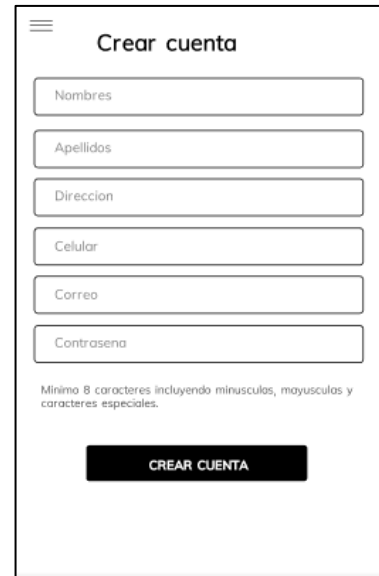 Crear cuenta
Nombres
Apellidos
Direccion
Celular
Correo
Contrasena
Minimo 8 caracteres incluyendo minusculas, mayusculas y
caracteres especiales.
CREAR CUENTA